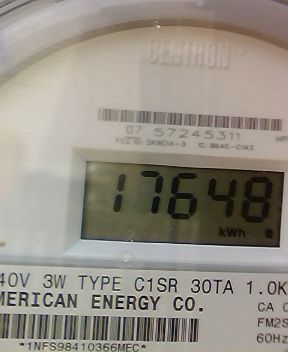 CENTRON
07 57245311
17648
kWh
40V 3W TYPE C1SR 30TA 1.0K
MERICAN ENERGY CO.
CA 0
FM2S
60Hz
*1NFS98410366MEC*